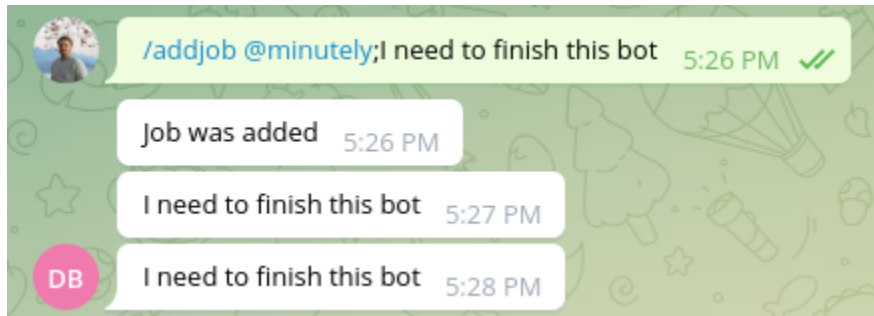 /addjob @minutely;I need to finish this bot 5:26 PM
Job was added 5:26 PM
I need to finish this bot 5:27 PM
DB I need to finish this bot 5:28 PM